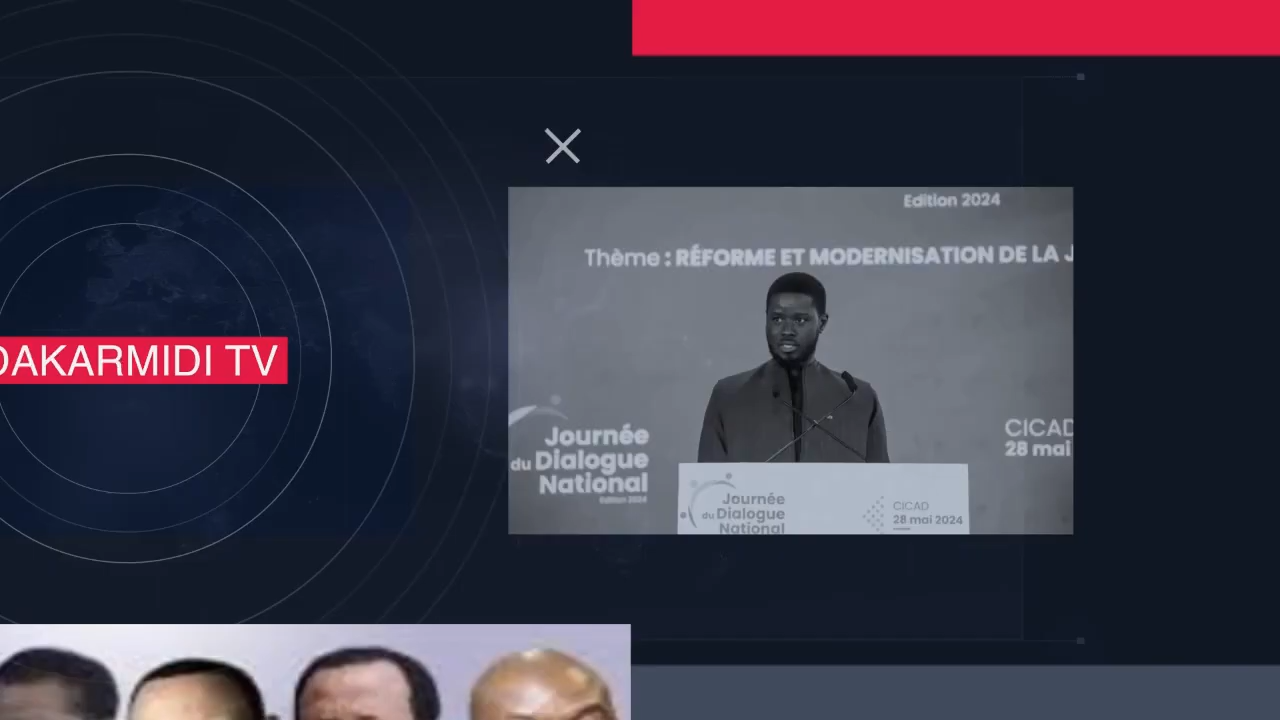 Edition 2024
Thème : RÉFORME ET MODERNISATION DE LA J
DAKARMIDI TV
Journée
du Dialogue
National
Edition 2024
CICAD
28 mai
Journée
du Dialogue
National
CICAD
28 mai 2024